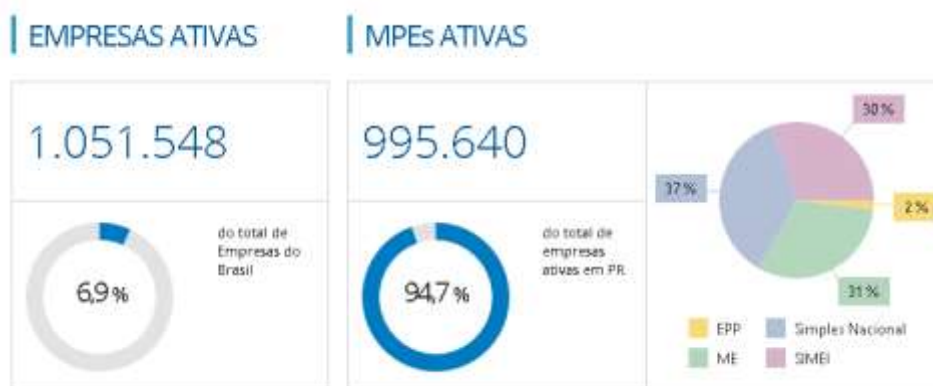 EMPRESAS ATIVAS
MPEs ATIVAS
1.051.548
995.640
30%
37%
2%
31%
6,9%
do total de
Empresas do
Brasil
94,7%
do total de
empresas
ativas em PR
EPP
Simples Nacional
ME
SIMEI